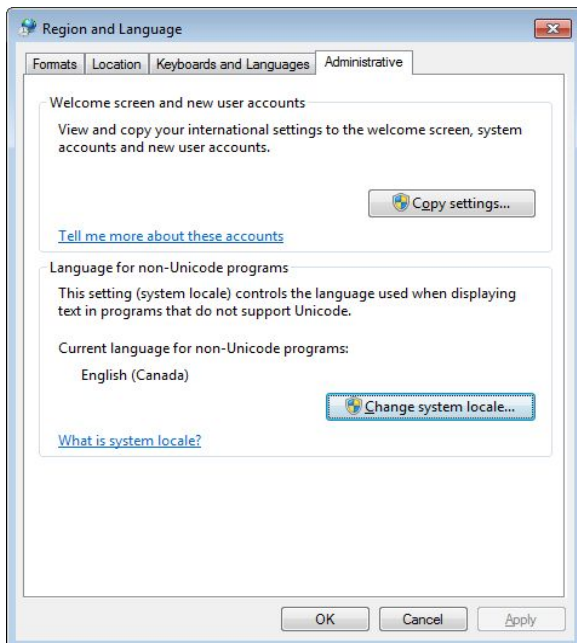 Region and Language
Formats Location Keyboards and Languages Administrative
Welcome screen and new user accounts
View and copy your international settings to the welcome screen, system
accounts and new user accounts.
Copy settings...
Tell me more about these accounts
Language for non-Unicode programs
This setting (system locale) controls the language used when displaying
text in programs that do not support Unicode.
Current language for non-Unicode programs:
English (Canada)
Change system locale...
What is system locale?
OK Cancel Apply